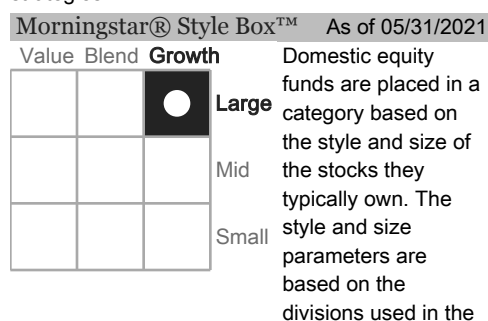 Morningstar® Style Box™ As of 05/31/2021
Value Blend Growth
Large
Mid
Small
Domestic equity
funds are placed in a
category based on
the style and size of
the stocks they
typically own. The
style and size
parameters are
based on the
divisions used in the